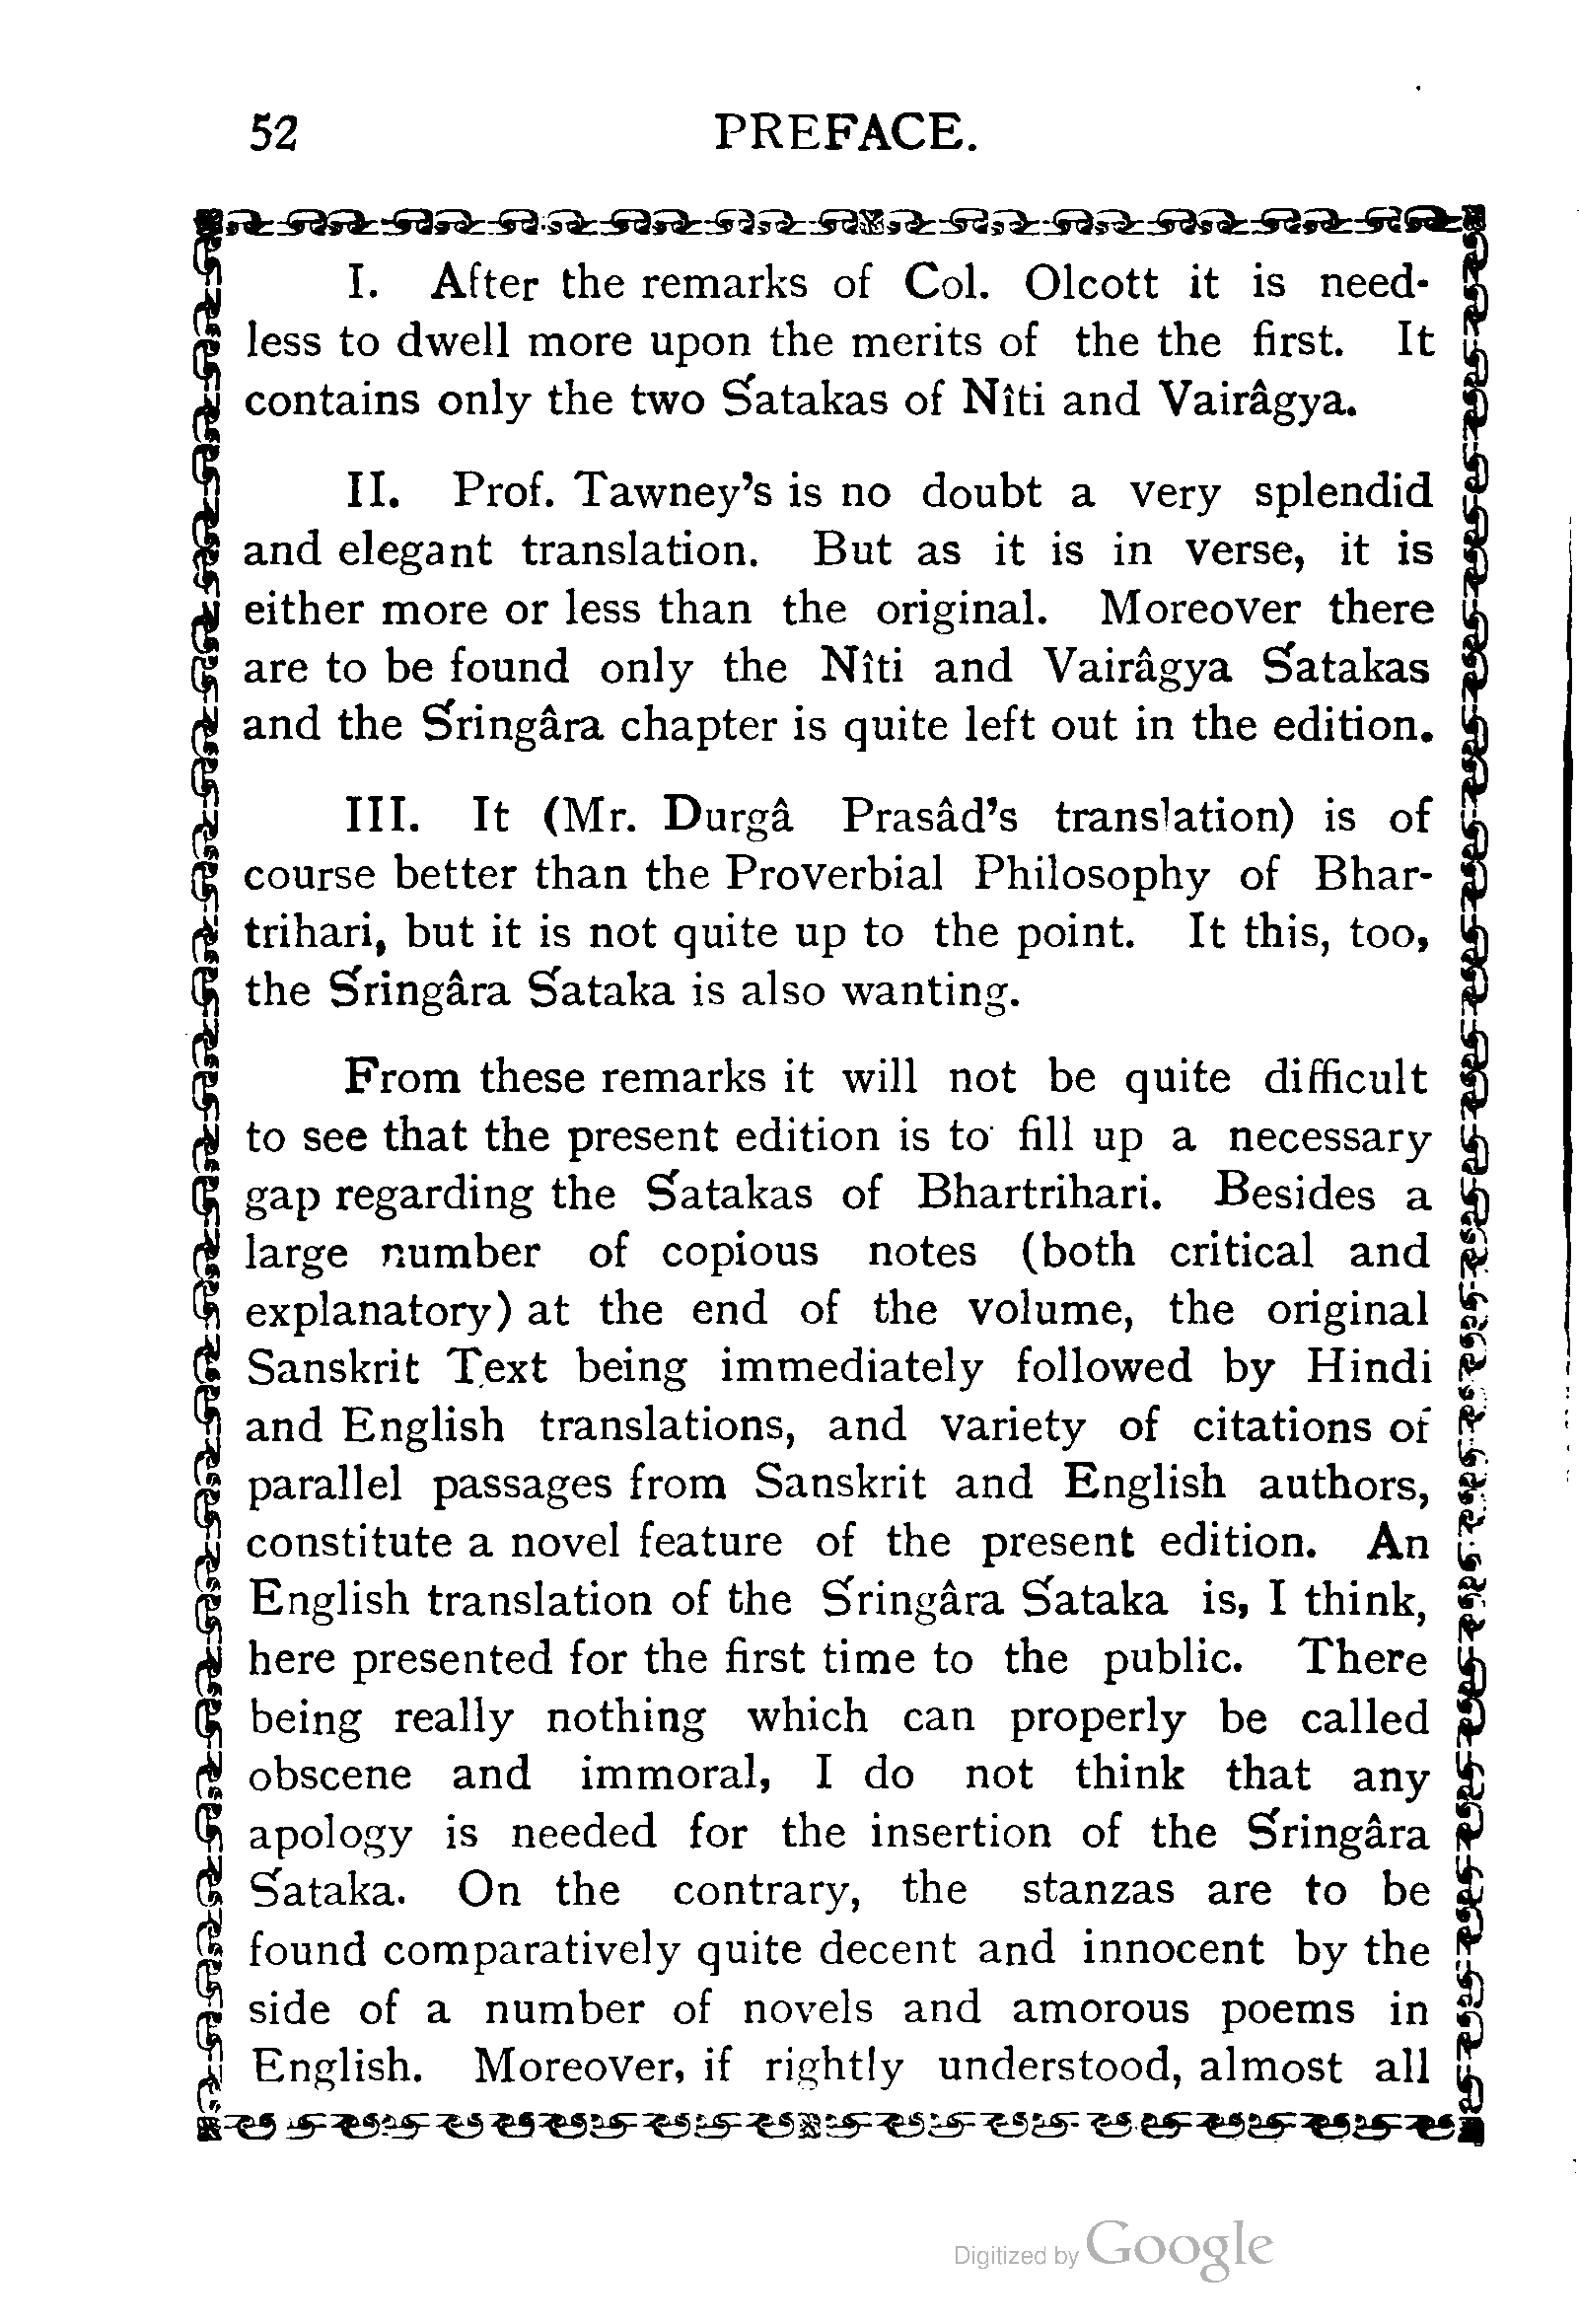 52 PREFACE.
I. After the remarks of Col. Olcott it is need-
less to dwell more upon the merits of the the first. It
contains only the two Śatakas of Nîti and Vairâgya.
II. Prof. Tawney's is no doubt a very splendid
and elegant translation. But as it is in verse, it is
either more or less than the original. Moreover there
are to be found only the Nîti and Vairâgya Śatakas
and the Śringâra chapter is quite left out in the edition.
III. It (Mr. Durgâ Prasâd's translation) is of
course better than the Proverbial Philosophy of Bhar-
trihari, but it is not quite up to the point. It this, too,
the Śringâra Śataka is also wanting.
From these remarks it will not be quite difficult
to see that the present edition is to fill up a necessary
gap regarding the Śatakas of Bhartrihari. Besides a
large number of copious notes (both critical and
explanatory) at the end of the volume, the original
Sanskrit Text being immediately followed by Hindi
and English translations, and variety of citations of
parallel passages from Sanskrit and English authors,
constitute a novel feature of the present edition. An
English translation of the Śringâra Śataka is, I think,
here presented for the first time to the public. There
being really nothing which can properly be called
obscene and immoral, I do not think that any
apology is needed for the insertion of the Śringâra
Śataka. On the contrary, the stanzas are to be
found comparatively quite decent and innocent by the
side of a number of novels and amorous poems in
English. Moreover, if rightly understood, almost all
Digitized by Google